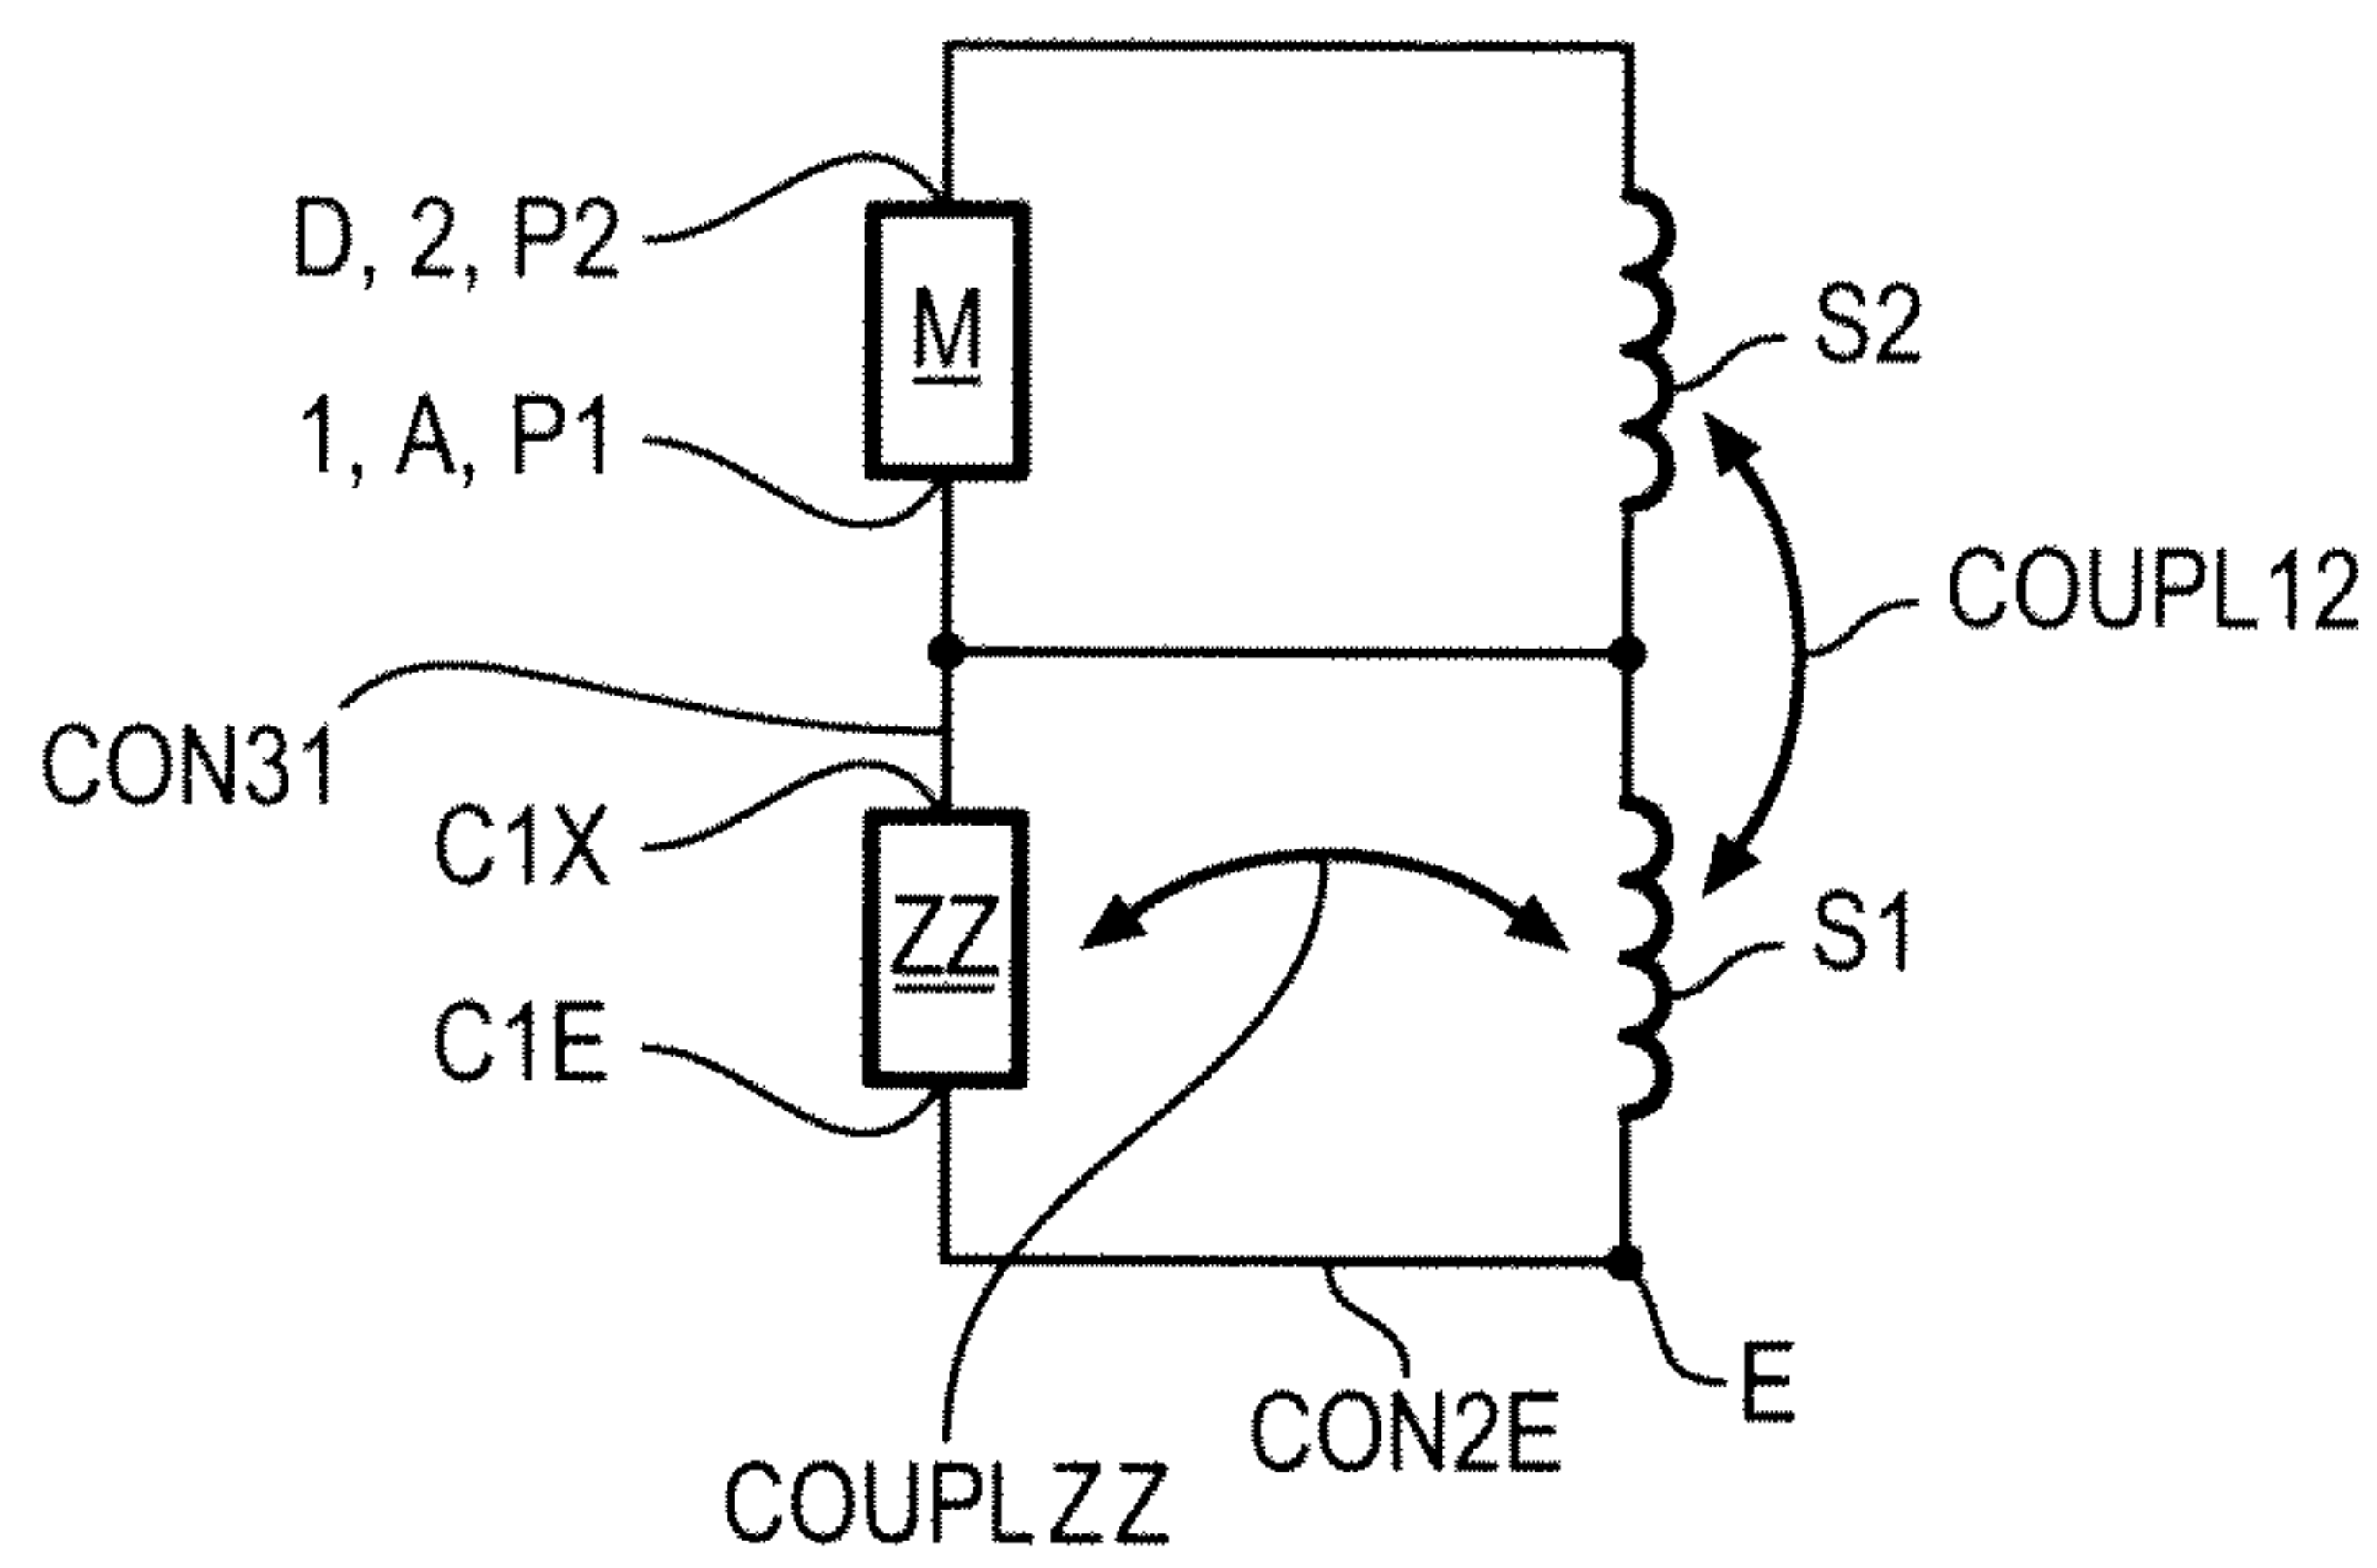 D, 2, P2
M
S2
1, A, P1
COUPL12
CON31
C1X
ZZ
S1
C1E
E
CON2E
COUPLZZ